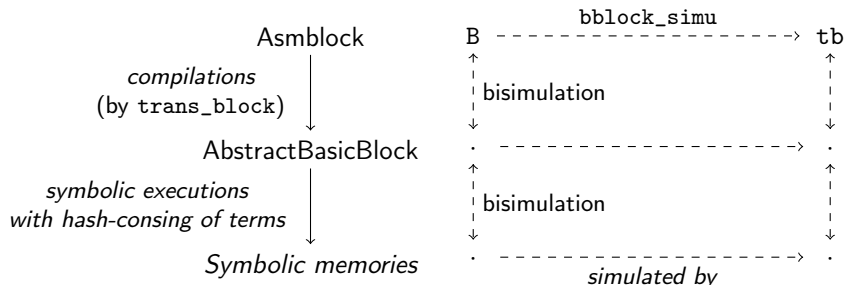 bblock_simu
Asmblock
B
tb
compilations
(by trans_block)
bisimulation
AbstractBasicBlock
.
.
symbolic executions
with hash-consing of terms
bisimulation
Symbolic memories
.
.
simulated by